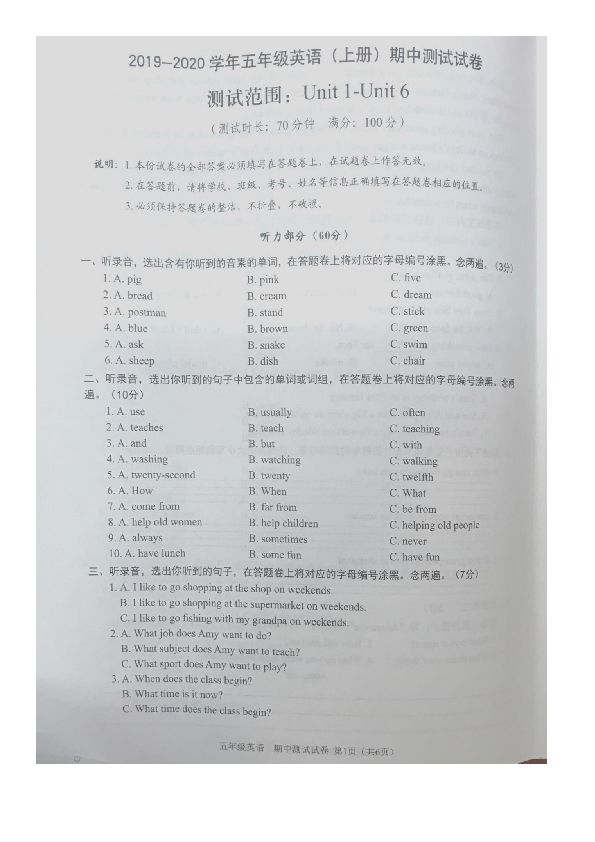 2019-2020 学年五年级英语（上册）期中测试试卷
测试范围：Unit 1-Unit 6
（测试时长：70 分钟 满分：100 分）
说明：1. 本份试卷的全部答案必须填写在答题卷上，在试题卷上作答无效。
2. 在答题前，请将学校、班级、考号、姓名等信息正确填写在答题卷相应的位置。
3. 必须保持答题卷的整洁，不折叠，不破损。
听力部分（60分）
一、听录音，选出含有你听到的音素的单词，在答题卷上将对应的字母编号涂黑。念两遍。（3分）
1. A. pig B. pink C. five
2. A. bread B. cream C. dream
3. A. postman B. stand C. stick
4. A. blue B. brown C. green
5. A. ask B. snake C. swim
6. A. sheep B. dish C. chair
二、听录音，选出你听到的句子中包含的单词或词组，在答题卷上将对应的字母编号涂黑。念两
遍。（10分）
1. A. use B. usually C. often
2. A. teaches B. teach C. teaching
3. A. and B. but C. with
4. A. washing B. watching C. walking
5. A. twenty-second B. twenty C. twelfth
6. A. How B. When C. What
7. A. come from B. far from C. be from
8. A. help old women B. help children C. helping old people
9. A. always B. sometimes C. never
10. A. have lunch B. some fun C. have fun
三、听录音，选出你听到的句子，在答题卷上将对应的字母编号涂黑。念两遍。（7分）
1. A. I like to go shopping at the shop on weekends.
B. I like to go shopping at the supermarket on weekends.
C. I like to go fishing with my grandpa on weekends.
2. A. What job does Amy want to do?
B. What subject does Amy want to teach?
C. What sport does Amy want to play?
3. A. When does the class begin?
B. What time is it now?
C. What time does the class begin?
五年级英语 期中测试试卷 第1页（共6页）